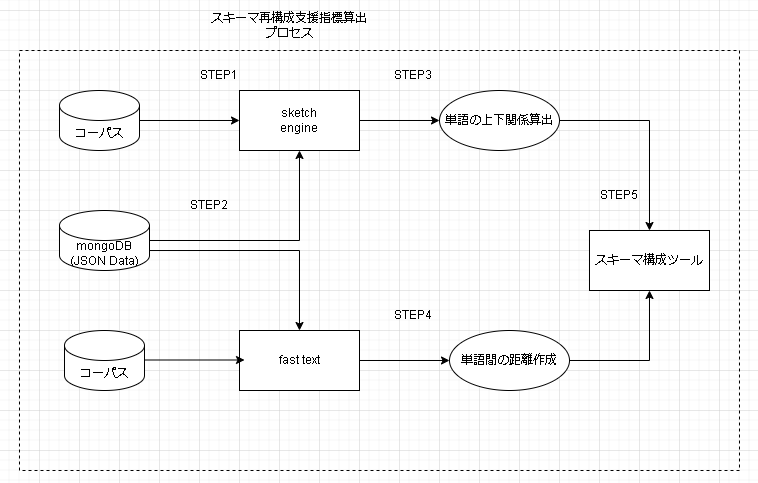 スキーマ再構成支援指標算出
プロセス
STEP1
STEP3
コーパス
sketch
engine
単語の上下関係算出
STEP2
STEP5
mongoDB
(JSON Data)
スキーマ構成ツール
STEP4
コーパス
fast text
単語間の距離作成